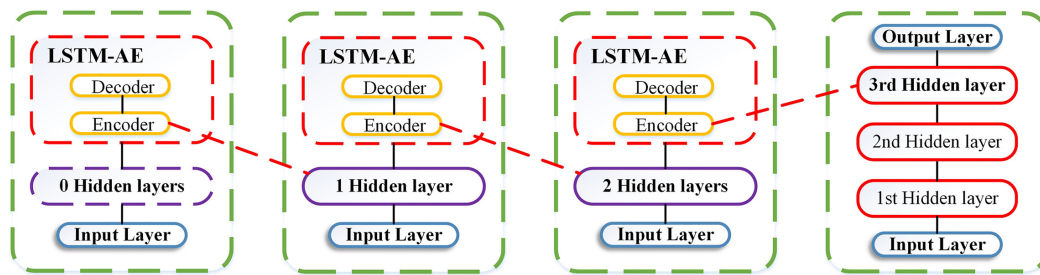 LSTM-AE
Decoder
Encoder
0 Hidden layers
Input Layer
LSTM-AE
Decoder
Encoder
1 Hidden layer
Input Layer
LSTM-AE
Decoder
Encoder
2 Hidden layers
Input Layer
Output Layer
3rd Hidden layer
2nd Hidden layer
1st Hidden layer
Input Layer